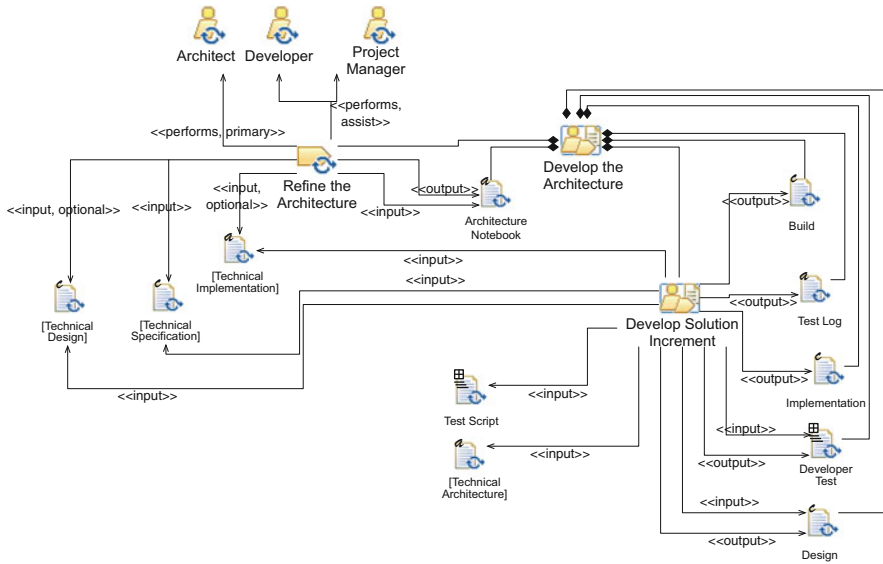 Architect
Developer
Project
Manager
<<performs, primary>>
<<performs,
assist>>
Refine the
Architecture
Develop the
Architecture
<<input, optional>>
<<input>>
<<input,
optional>>
<<output>>
<<input>>
Architecture
Notebook
<<output>>
Build
[Technical
Implementation]
<<input>>
<<input>>
[Technical
Design]
[Technical
Specification]
Develop Solution
Increment
<<output>>
Test Log
<<input>>
<<input>>
Test Script
<<output>>
Implementation
<<input>>
[Technical
Architecture]
<<input>>
<<output>>
Developer
Test
<<input>>
<<output>>
Design